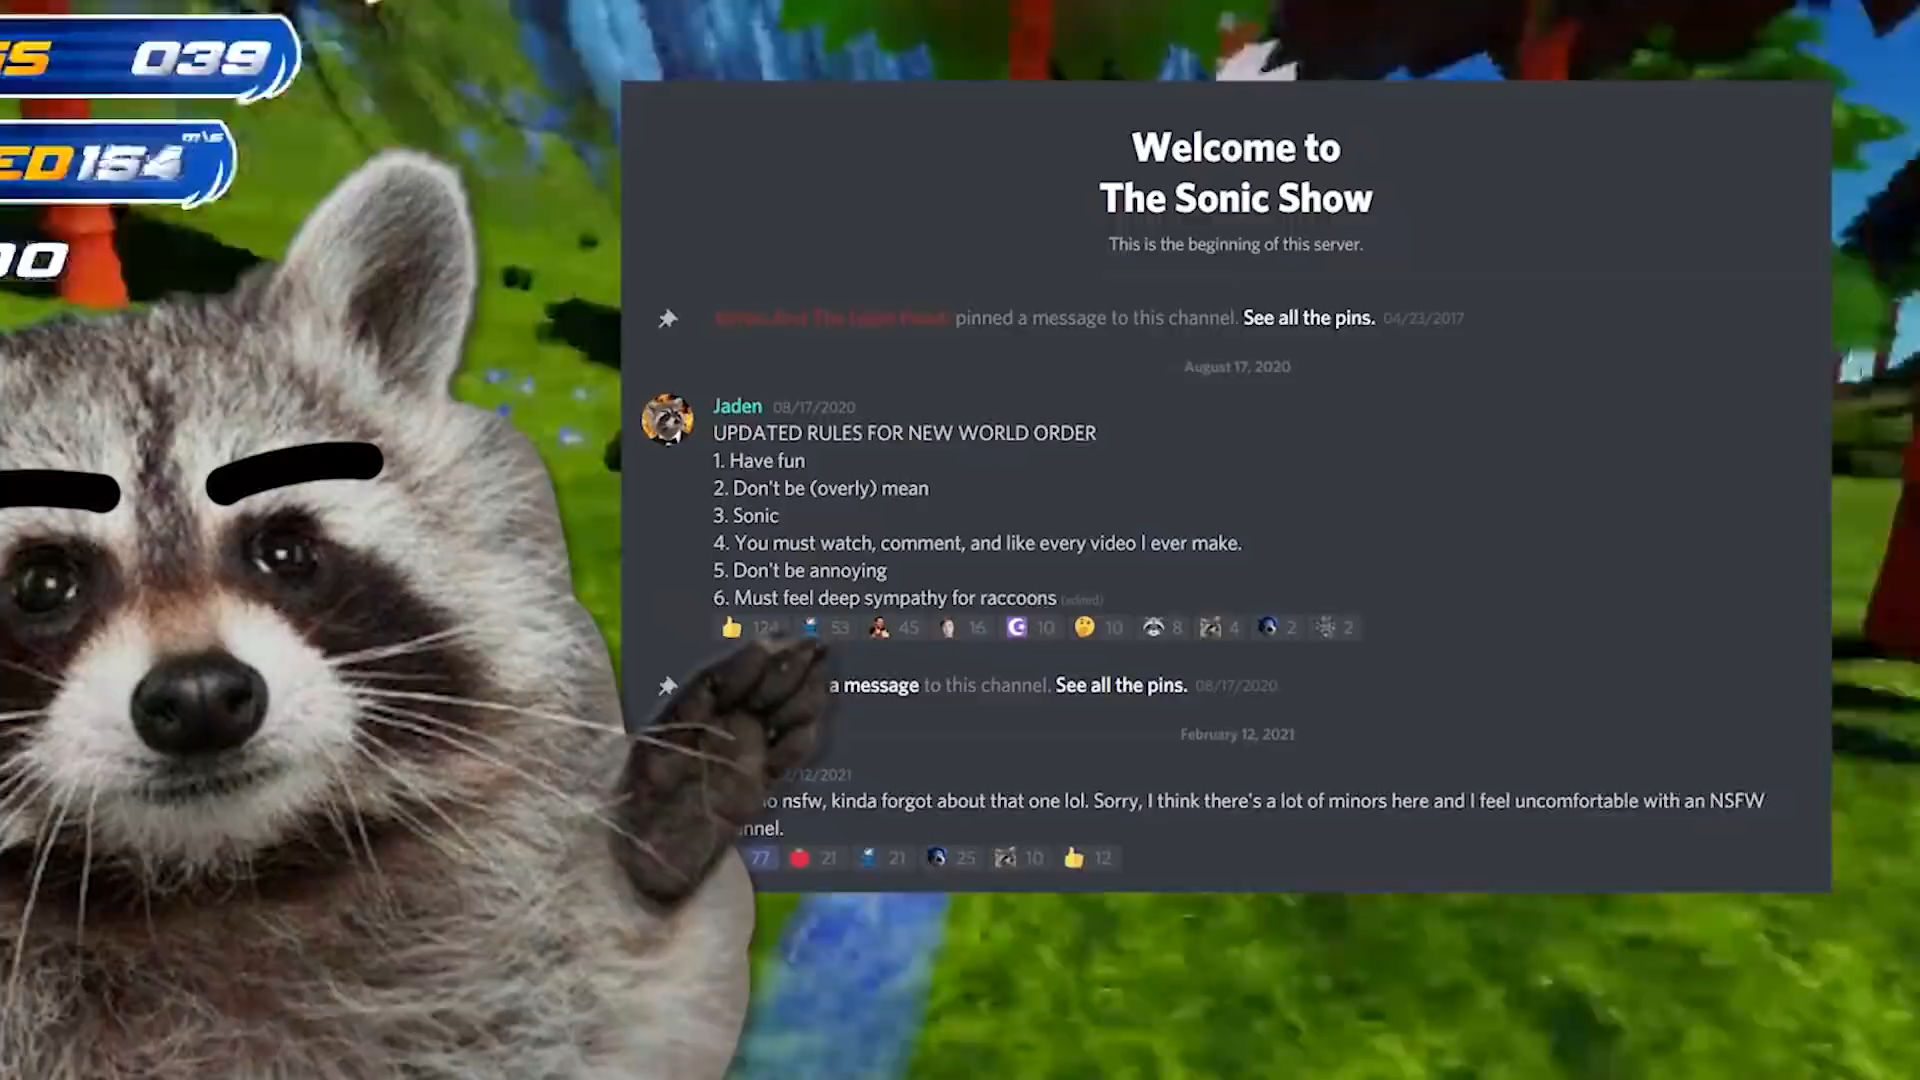 039
ED 154 m/s
00
Welcome to
The Sonic Show
This is the beginning of this server.
pinned a message to this channel. See all the pins. 04/23/2017
August 17, 2020
Jaden 08/17/2020
UPDATED RULES FOR NEW WORLD ORDER
1. Have fun
2. Don't be (overly) mean
3. Sonic
4. You must watch, comment, and like every video I ever make.
5. Don't be annoying
6. Must feel deep sympathy for raccoons (edited)
124 53 45 16 10 10 8 4 2 2
a message to this channel. See all the pins. 08/17/2020
February 12, 2021
/12/2021
nsfw, kinda forgot about that one lol. Sorry, I think there's a lot of minors here and I feel uncomfortable with an NSFW
nnel.
77 21 21 25 10 12